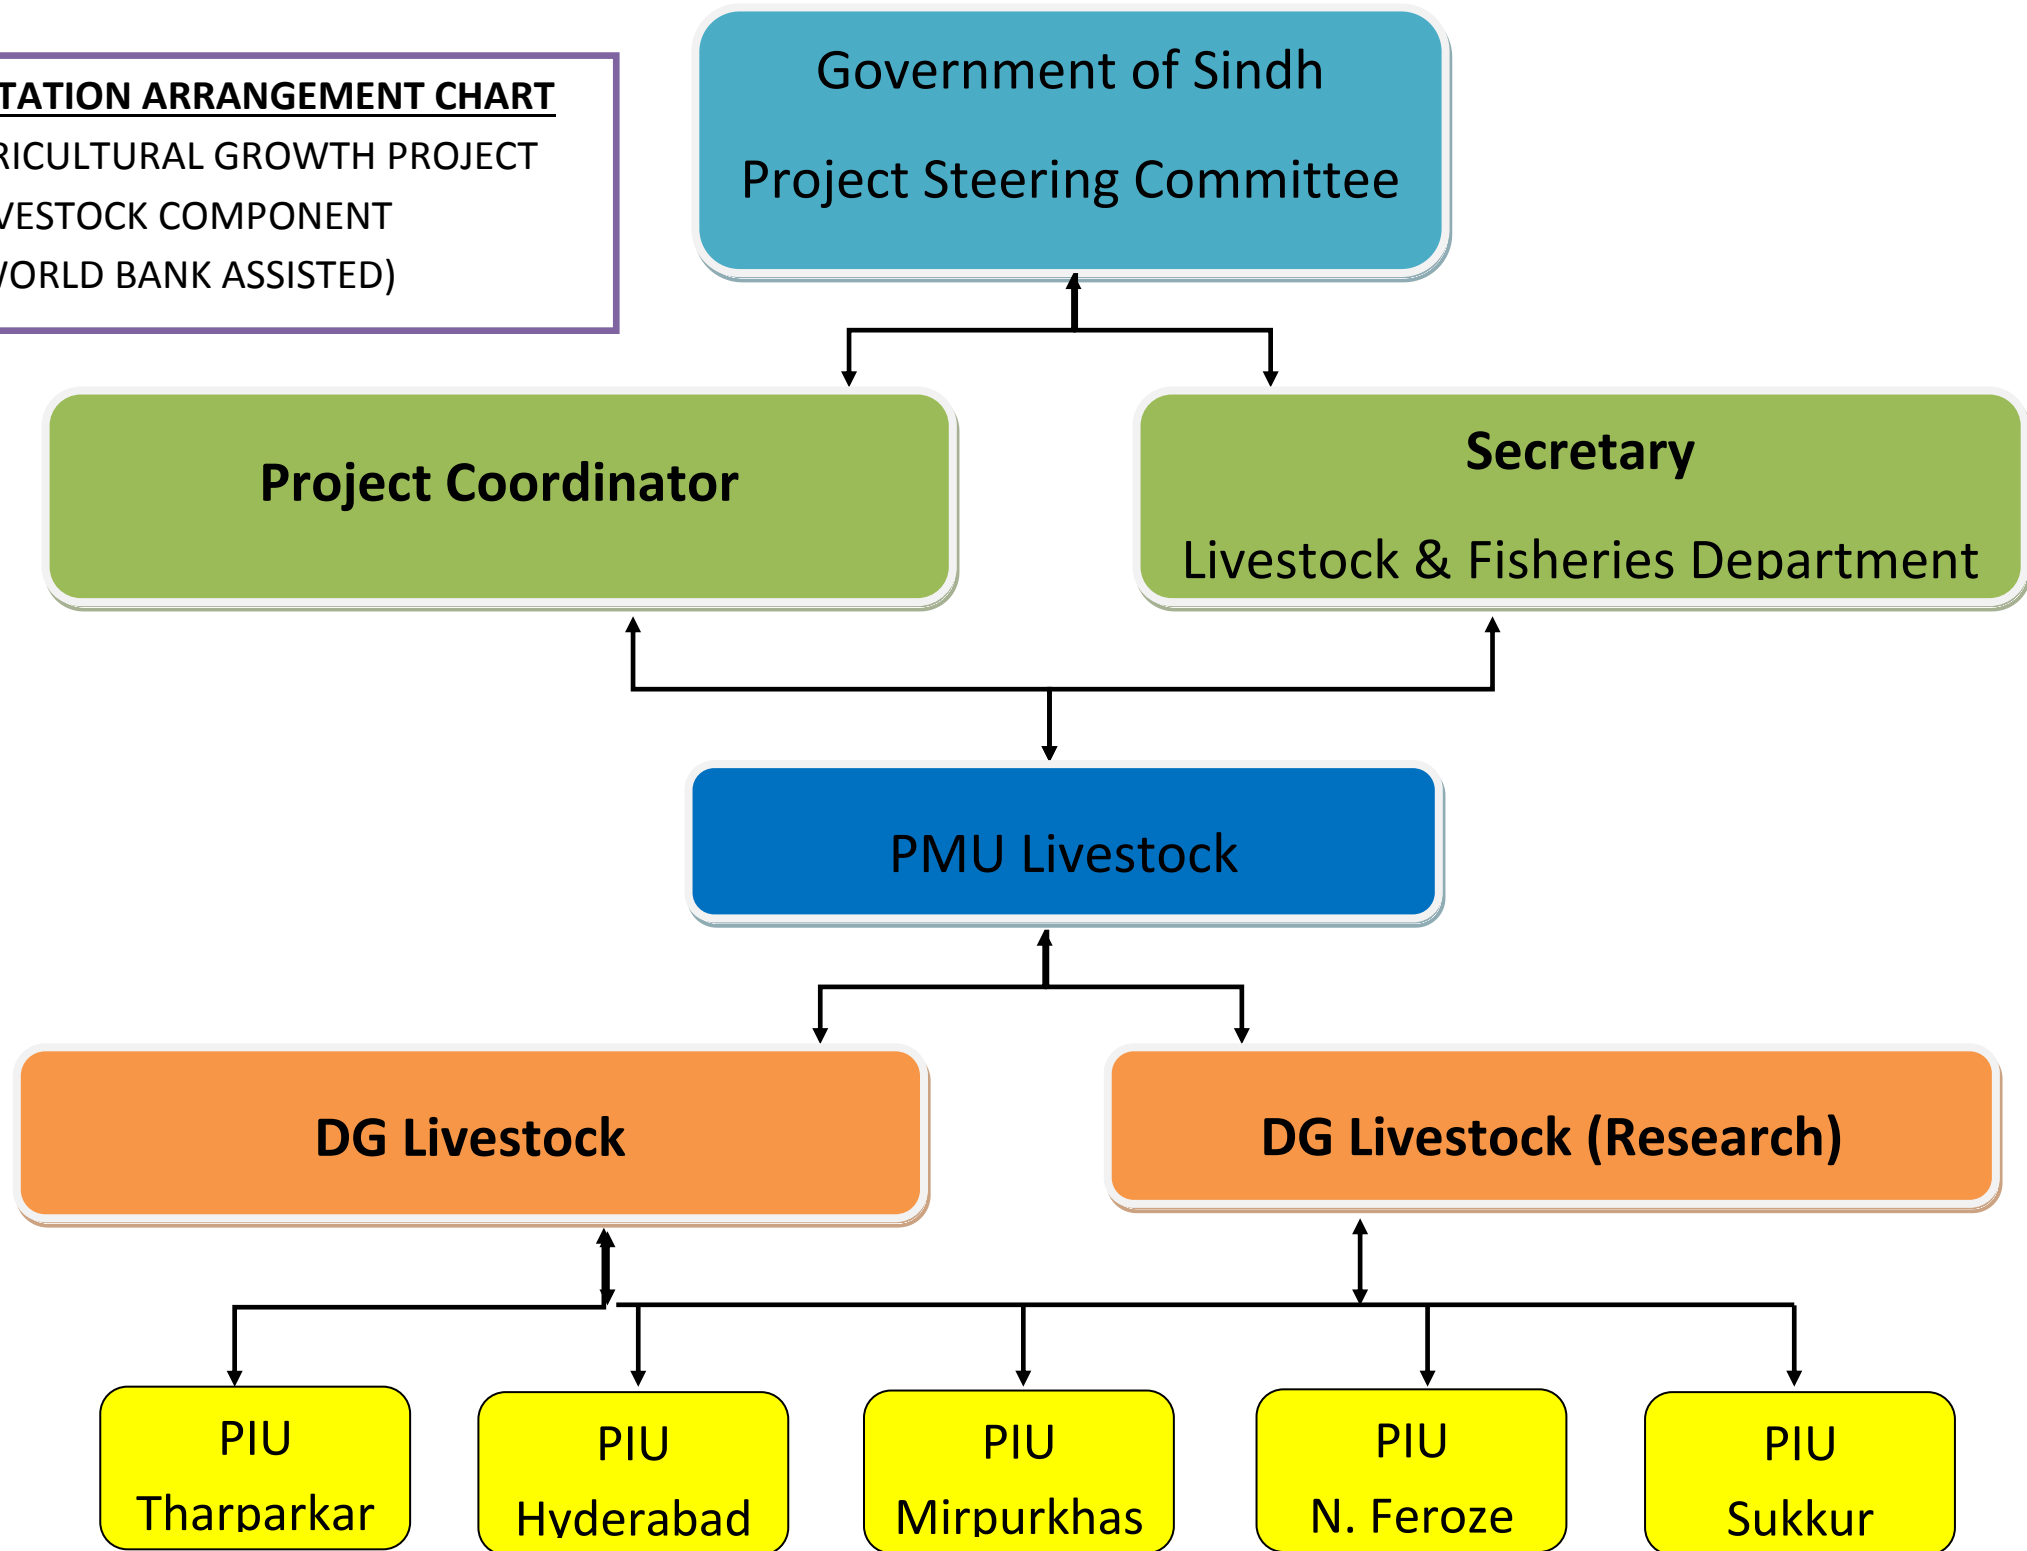 TATION ARRANGEMENT CHART
RICULTURAL GROWTH PROJECT
VESTOCK COMPONENT
WORLD BANK ASSISTED)
Government of Sindh
Project Steering Committee
Project Coordinator
Secretary
Livestock & Fisheries Department
PMU Livestock
DG Livestock
DG Livestock (Research)
PIU
Tharparkar
PIU
Hyderabad
PIU
Mirpurkhas
PIU
N. Feroze
PIU
Sukkur